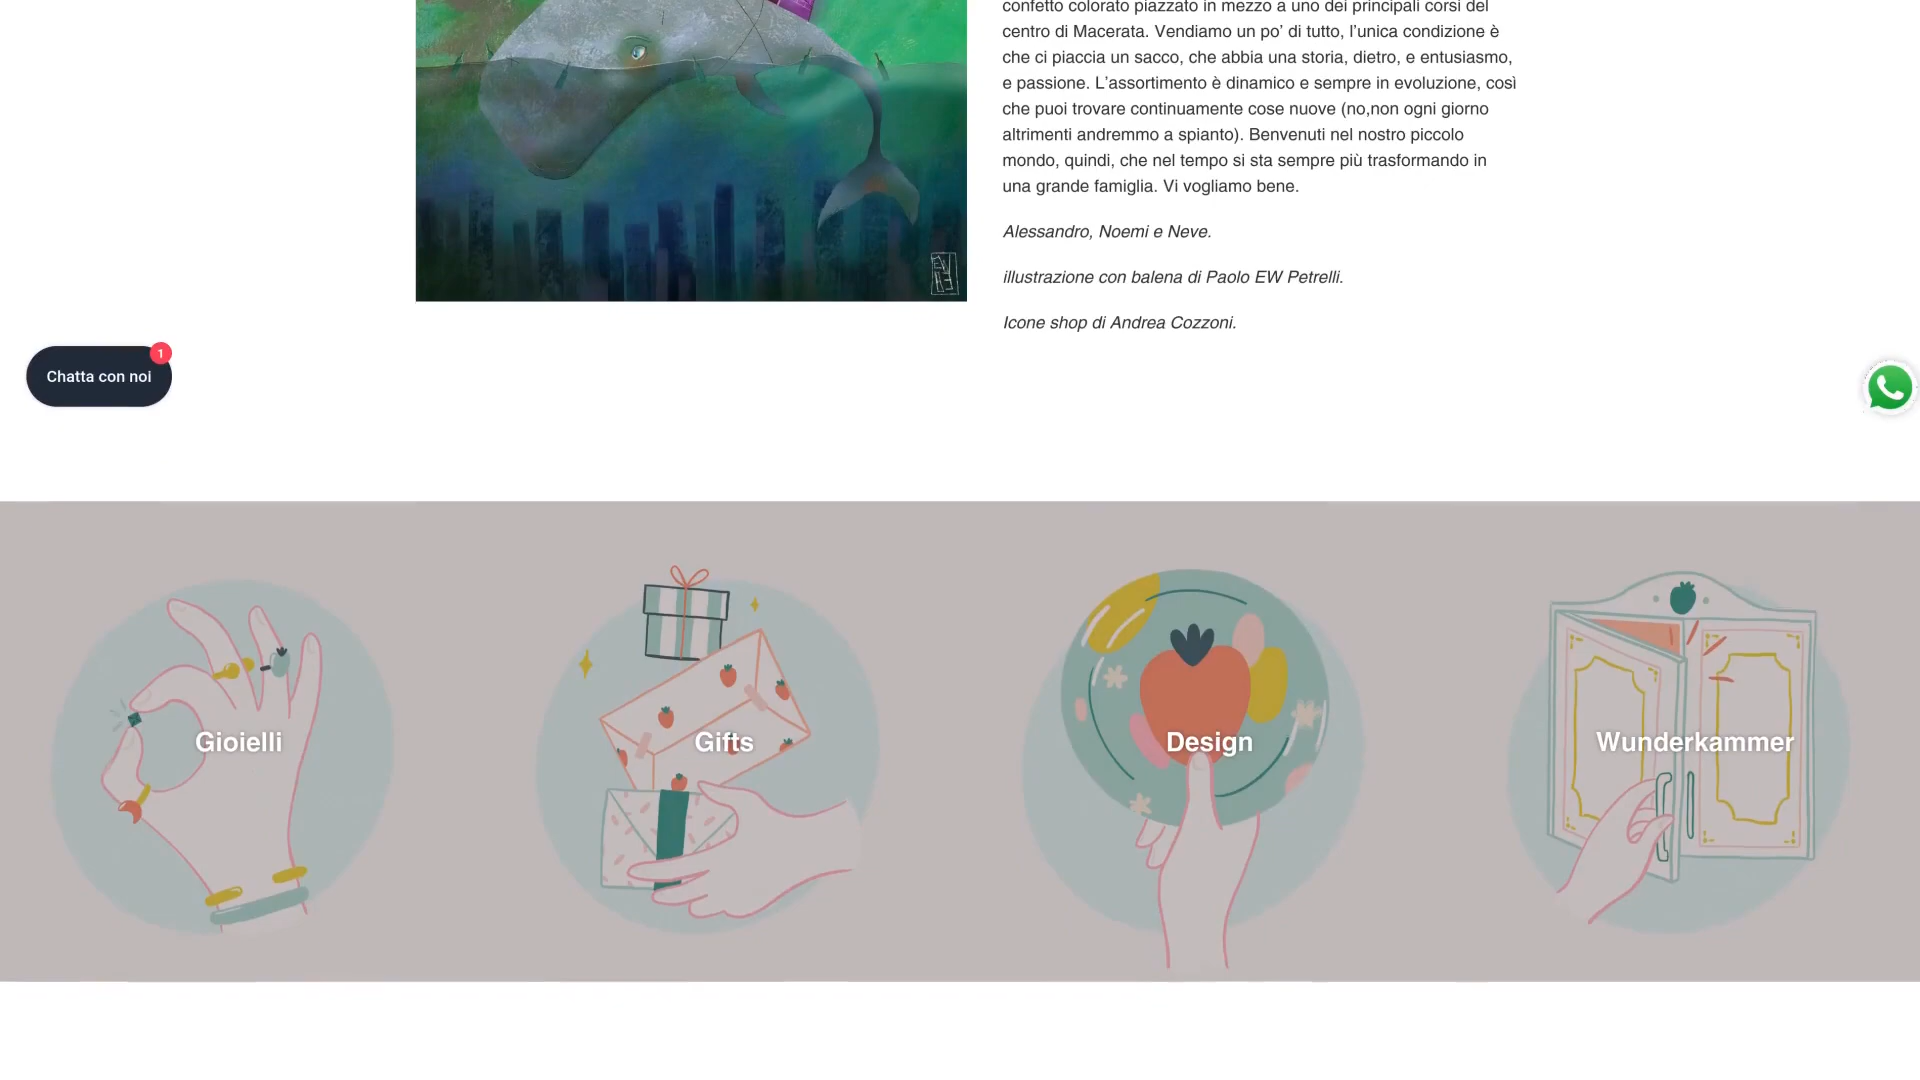 confetto colorato piazzato in mezzo a uno dei principali corsi del
centro di Macerata. Vendiamo un po’ di tutto, l’unica condizione è
che ci piaccia un sacco, che abbia una storia, dietro, e entusiasmo,
e passione. L’assortimento è dinamico e sempre in evoluzione, così
che puoi trovare continuamente cose nuove (no,non ogni giorno
altrimenti andremmo a spianto). Benvenuti nel nostro piccolo
mondo, quindi, che nel tempo si sta sempre più trasformando in
una grande famiglia. Vi vogliamo bene.
Alessandro, Noemi e Neve.
illustrazione con balena di Paolo EW Petrelli.
Icone shop di Andrea Cozzoni.
1
Chatta con noi
Gioielli
Gifts
Design
Wunderkammer